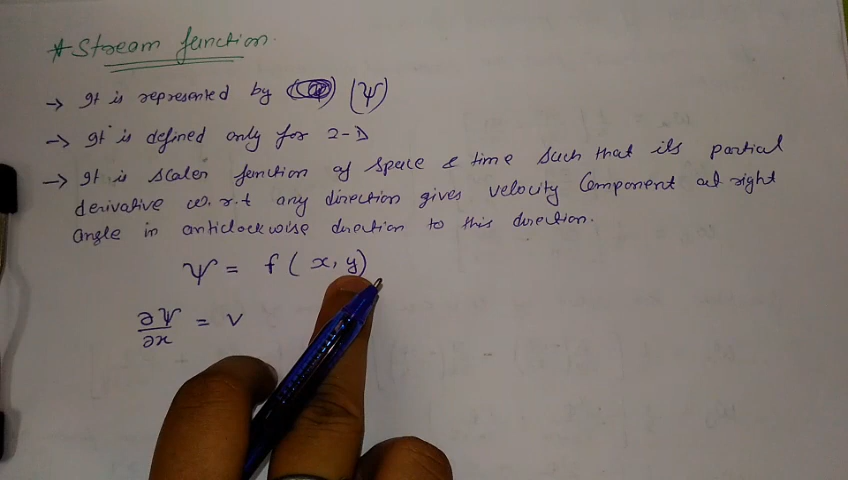 * Stream function.
→ It is represented by (Ψ)
→ It is defined only for 2-D
→ It is scaler function of space & time such that its partial
derivative w.r.t any direction gives velocity component at right
angle in anticlockwise direction to this direction.
Ψ = f(x, y)
∂Ψ/∂x = v